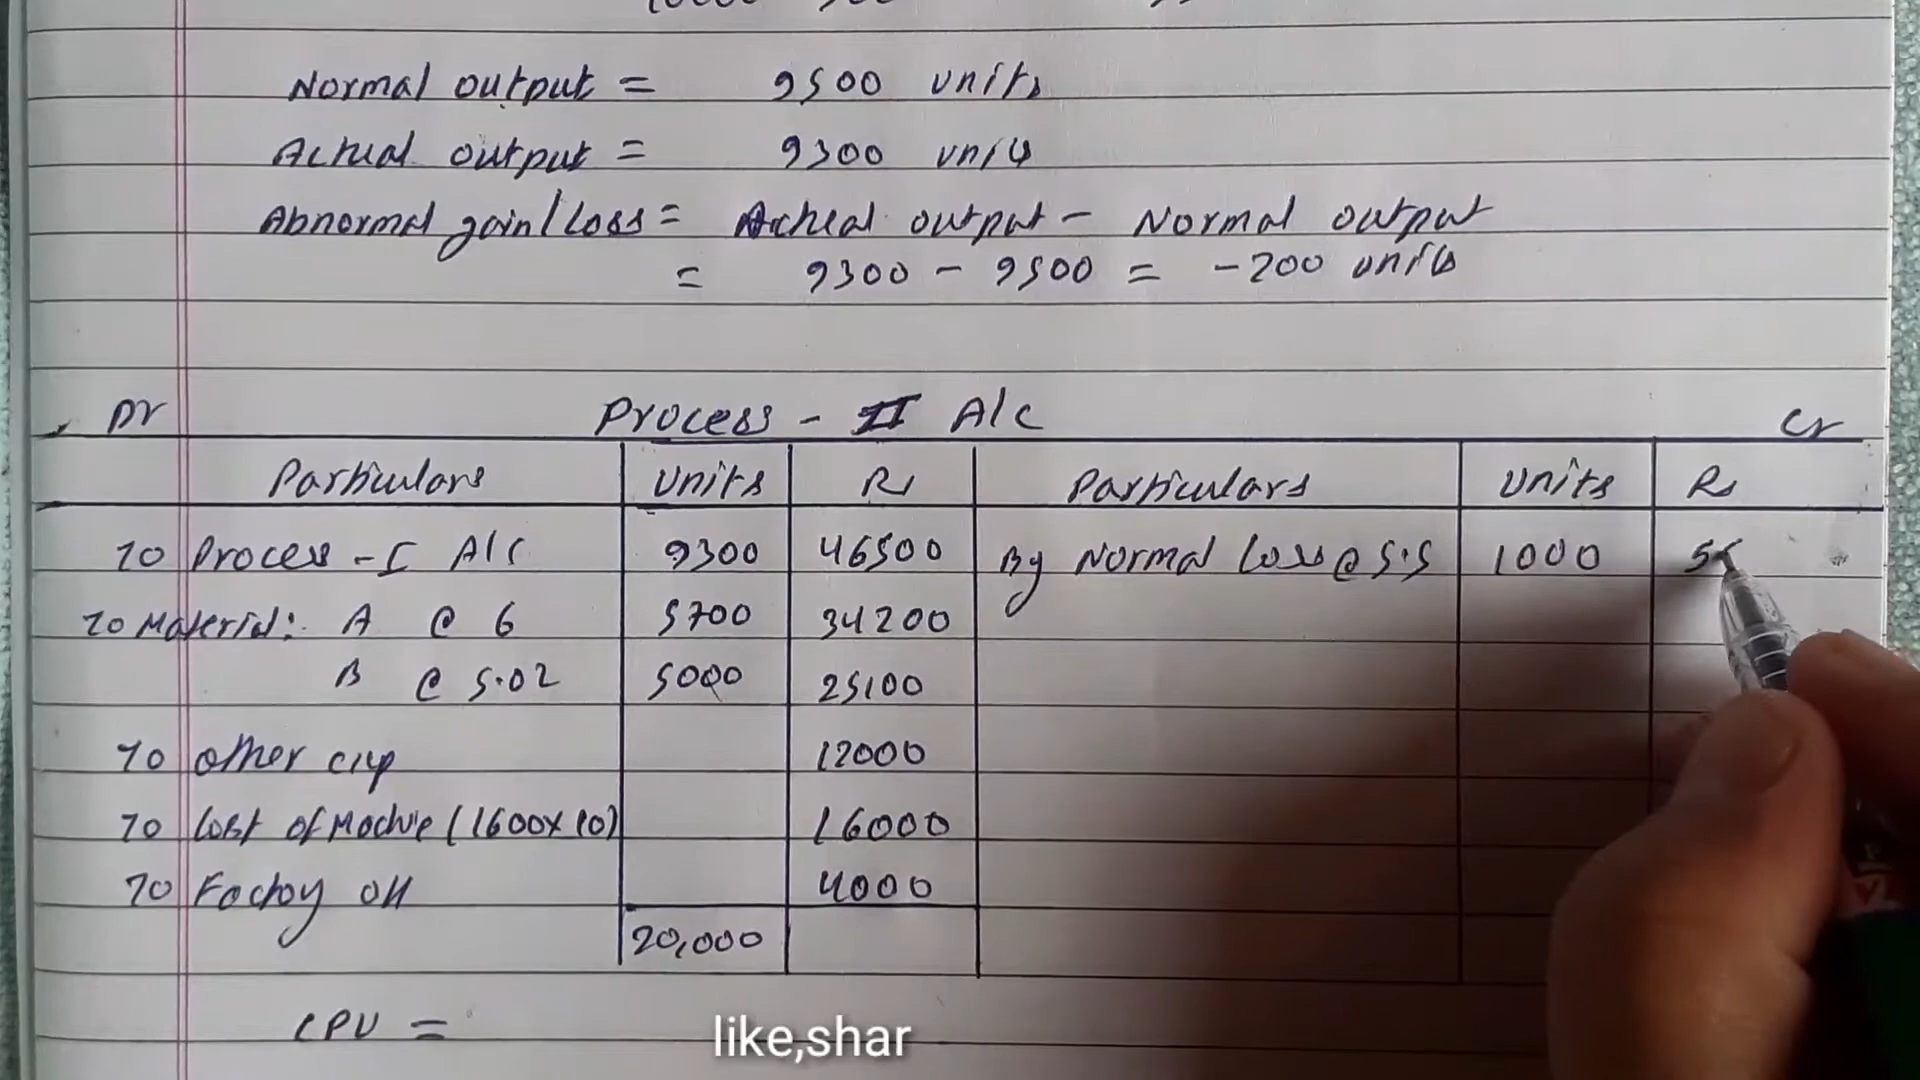 Normal output = 9500 units
Actual output = 9300 units
Abnormal gain/Loss = Actual output - Normal output
= 9300 - 9500 = -200 units
Dr Process - II A/c Cr
Particulars Units Rs Particulars Units Rs
To Process - I A/c 9300 46500 By Normal Loss @ 5.5 1000 55
To Material: A @ 6 5700 34200
B @ 5.02 5000 25100
To other exp 12000
To Cost of Machine (1600x10) 16000
To Factory OH 4000
20,000
CPU =
like,shar